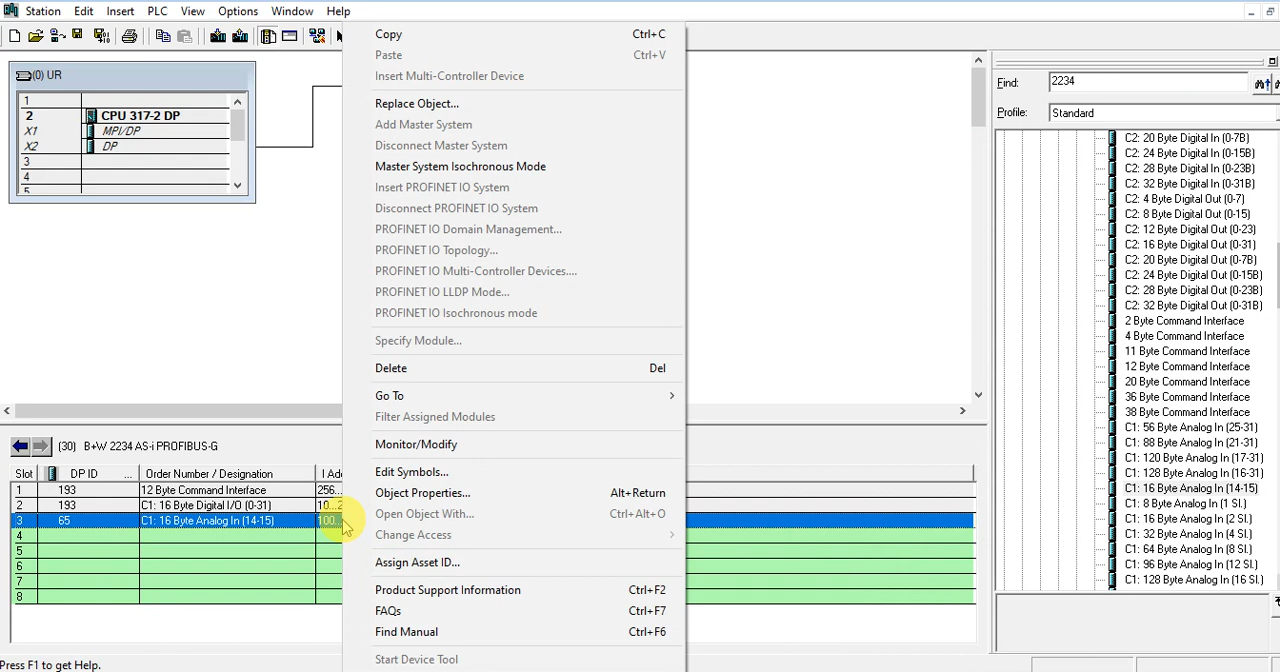 Station Edit Insert PLC View Options Window Help
(0) UR
1
2 CPU 317-2 DP
X1 MPI/DP
X2 DP
3
4
5
Copy Ctrl+C
Paste Ctrl+V
Insert Multi-Controller Device
Replace Object...
Add Master System
Disconnect Master System
Master System Isochronous Mode
Insert PROFINET IO System
Disconnect PROFINET IO System
PROFINET IO Domain Management...
PROFINET IO Topology...
PROFINET IO Multi-Controller Devices....
PROFINET IO LLDP Mode...
PROFINET IO Isochronous mode
Specify Module...
Delete Del
Go To
Filter Assigned Modules
Monitor/Modify
Edit Symbols...
Object Properties... Alt+Return
Open Object With... Ctrl+Alt+O
Change Access
Assign Asset ID...
Product Support Information Ctrl+F2
FAQs Ctrl+F7
Find Manual Ctrl+F6
Start Device Tool
Find: 2234
Profile: Standard
C2: 20 Byte Digital In (0-7B)
C2: 24 Byte Digital In (0-15B)
C2: 28 Byte Digital In (0-23B)
C2: 32 Byte Digital In (0-31B)
C2: 4 Byte Digital Out (0-7)
C2: 8 Byte Digital Out (0-15)
C2: 12 Byte Digital Out (0-23)
C2: 16 Byte Digital Out (0-31)
C2: 20 Byte Digital Out (0-7B)
C2: 24 Byte Digital Out (0-15B)
C2: 28 Byte Digital Out (0-23B)
C2: 32 Byte Digital Out (0-31B)
2 Byte Command Interface
4 Byte Command Interface
11 Byte Command Interface
12 Byte Command Interface
20 Byte Command Interface
36 Byte Command Interface
38 Byte Command Interface
C1: 56 Byte Analog In (25-31)
C1: 88 Byte Analog In (21-31)
C1: 120 Byte Analog In (17-31)
C1: 128 Byte Analog In (16-31)
C1: 16 Byte Analog In (14-15)
C1: 8 Byte Analog In (1 Sl.)
C1: 16 Byte Analog In (2 Sl.)
C1: 32 Byte Analog In (4 Sl.)
C1: 64 Byte Analog In (8 Sl.)
C1: 96 Byte Analog In (12 Sl.)
C1: 128 Byte Analog In (16 Sl.)
(30) B+W 2234 AS-i PROFIBUS-G
Slot DP ID ... Order Number / Designation I Add
1 193 12 Byte Command Interface 256...
2 193 C1: 16 Byte Digital I/O (0-31) 10...2
3 65 C1: 16 Byte Analog In (14-15) 100...
4
5
6
7
8
Press F1 to get Help.